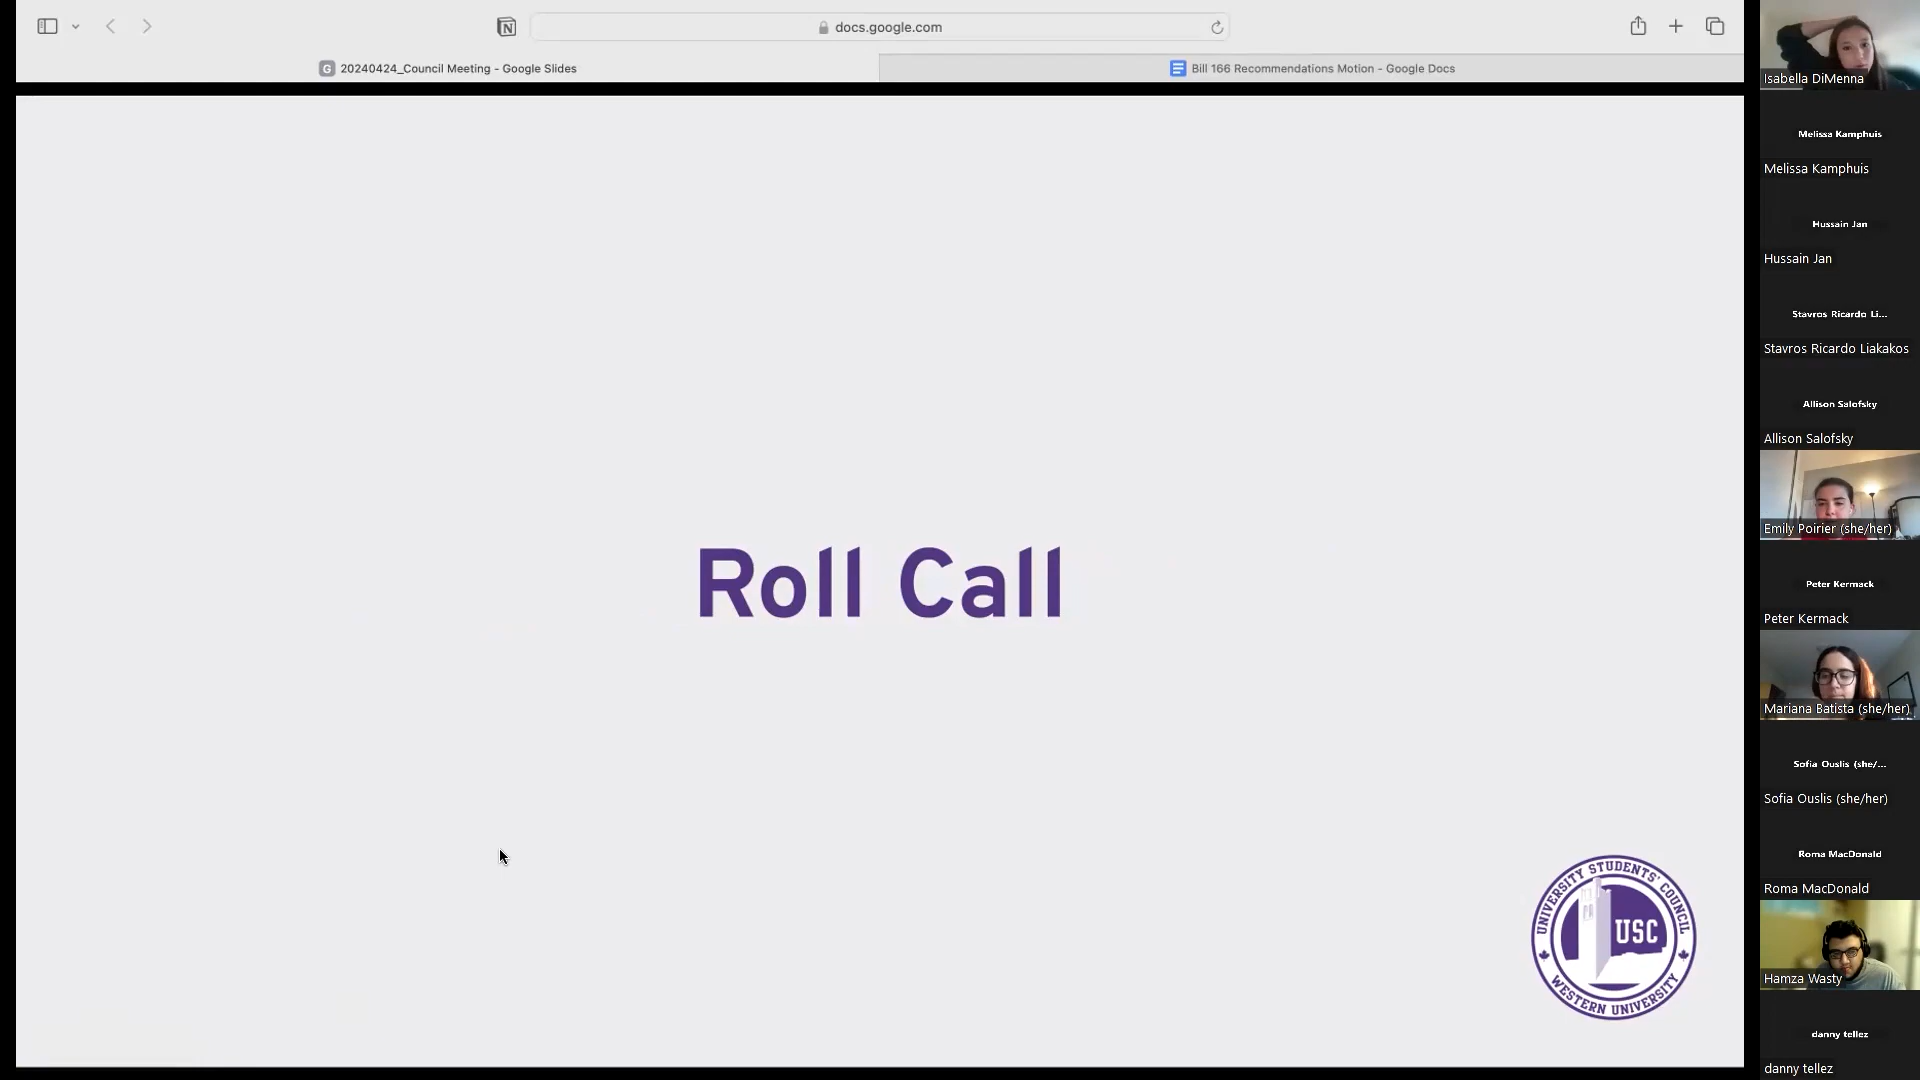 docs.google.com
20240424_Council Meeting - Google Slides
Bill 166 Recommendations Motion - Google Docs
Roll Call
UNIVERSITY STUDENTS' COUNCIL
USC
WESTERN UNIVERSITY
Isabella DiMenna
Melissa Kamphuis
Melissa Kamphuis
Hussain Jan
Hussain Jan
Stavros Ricardo Li...
Stavros Ricardo Liakakos
Allison Salofsky
Allison Salofsky
Emily Poirier (she/her)
Peter Kermack
Peter Kermack
Mariana Batista (she/her)
Sofia Ouslis (she/...
Sofia Ouslis (she/her)
Roma MacDonald
Roma MacDonald
Hamza Wasty
danny tellez
danny tellez